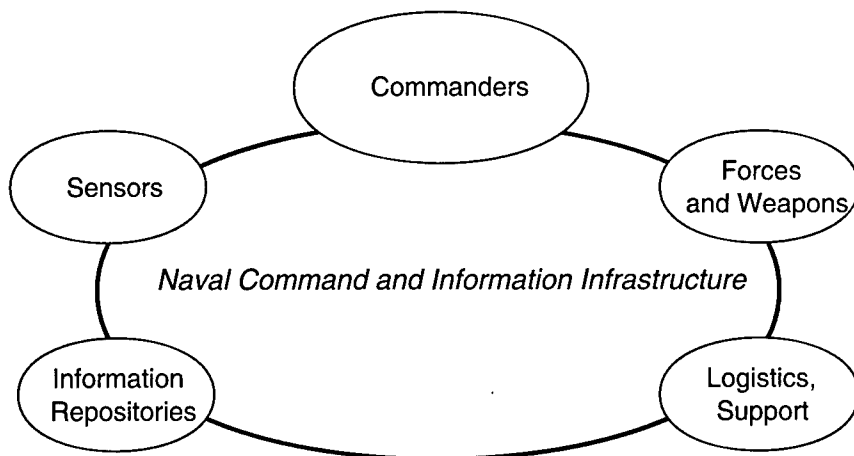 Commanders
Sensors
Forces
and Weapons
Naval Command and Information Infrastructure
Information
Repositories
Logistics,
Support